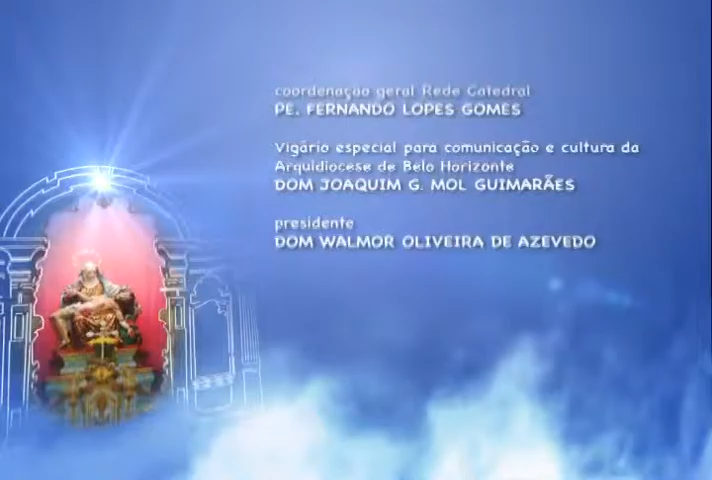 coordenação geral Rede Catedral
PE. FERNANDO LOPES GOMES
Vigário especial para comunicação e cultura da
Arquidiocese de Belo Horizonte
DOM JOAQUIM G. MOL GUIMARÃES
presidente
DOM WALMOR OLIVEIRA DE AZEVEDO